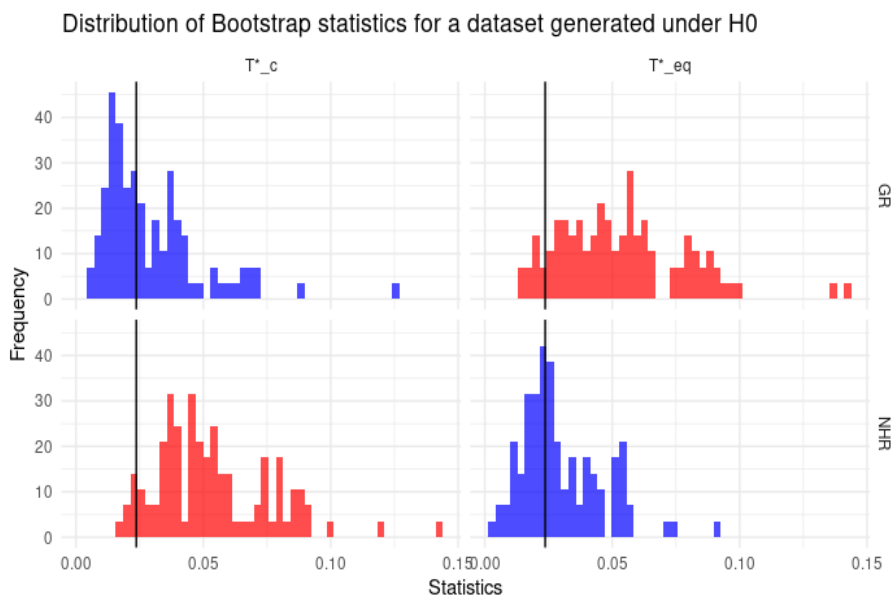 Distribution of Bootstrap statistics for a dataset generated under H0
T*_c
T*_eq
40
30
20
10
0
GR
Frequency
40
30
20
10
0
NHR
0.00
0.05
0.10
0.15
0.00
0.05
0.10
0.15
Statistics